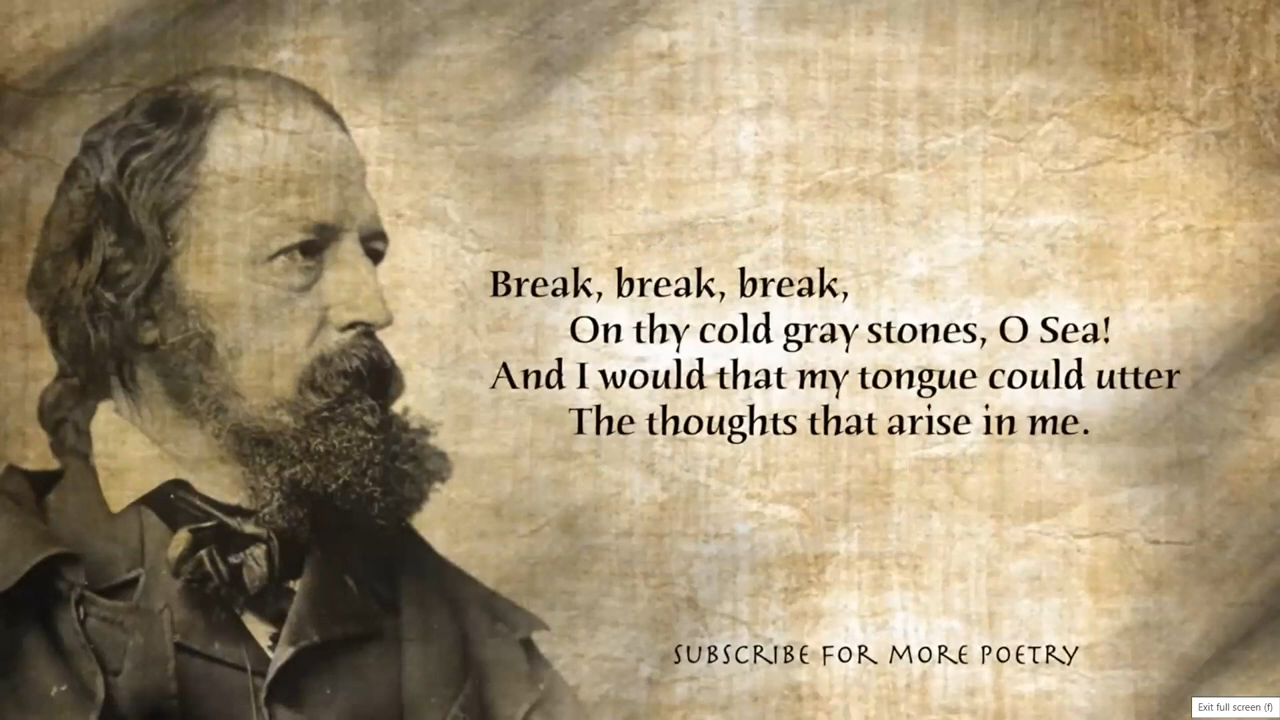 Break, break, break,
On thy cold gray stones, O Sea!
And I would that my tongue could utter
The thoughts that arise in me.
SUBSCRIBE FOR MORE POETRY
Exit full screen (f)